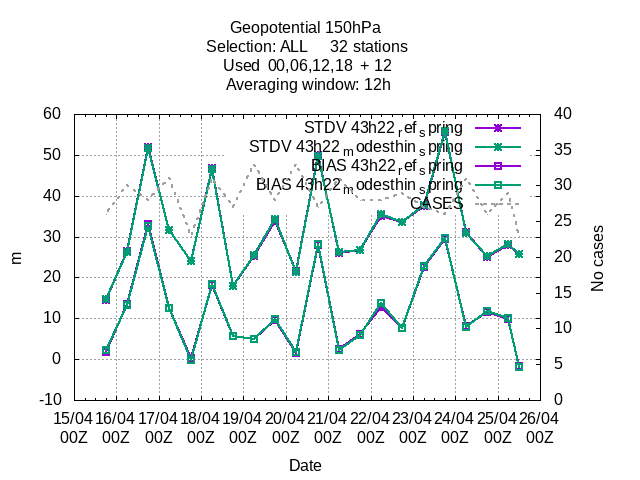 Geopotential 150hPa
Selection: ALL 32 stations
Used 00,06,12,18 + 12
Averaging window: 12h
60 40
STDV 43h22_ref_spring
STDV 43h22_modesthin_spring
BIAS 43h22_ref_spring
BIAS 43h22_modesthin_spring
CASES
50
40
30
20
10
0
-10
35
30
25
20
15
10
5
0
m
No cases
15/04 16/04 17/04 18/04 19/04 20/04 21/04 22/04 23/04 24/04 25/04 26/04
00Z 00Z 00Z 00Z 00Z 00Z 00Z 00Z 00Z 00Z 00Z 00Z
Date